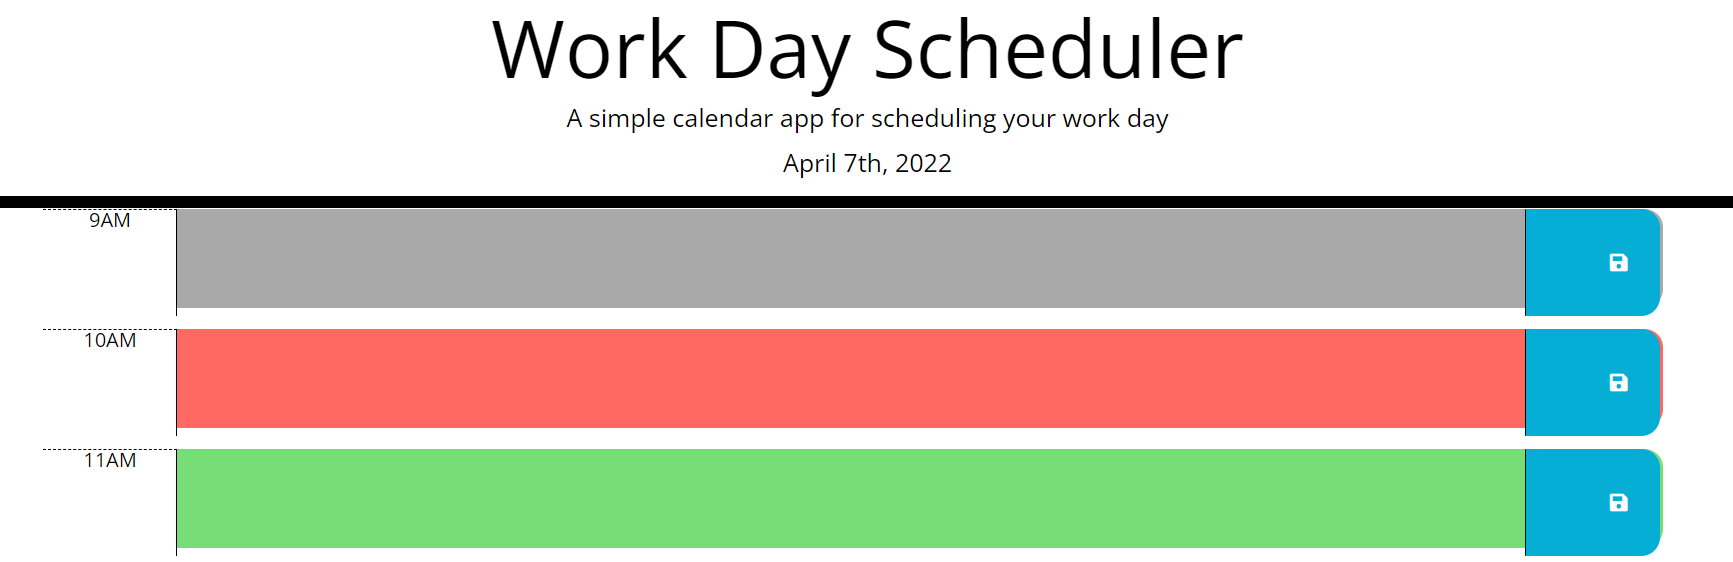 Work Day Scheduler
A simple calendar app for scheduling your work day
April 7th, 2022
9AM
10AM
11AM